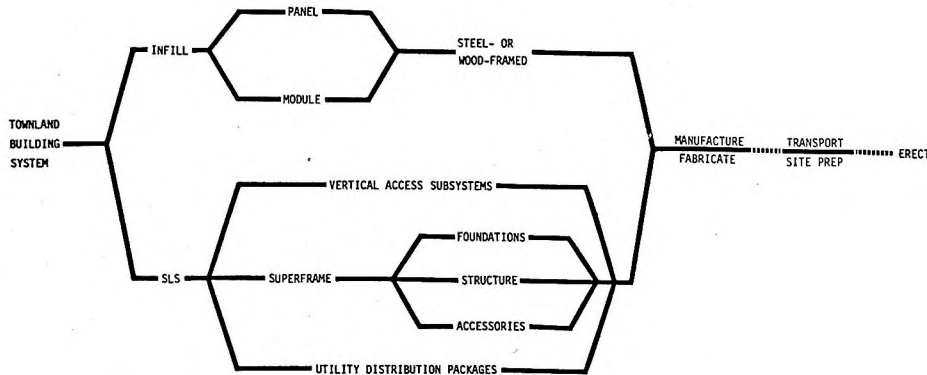 PANEL
INFILL
STEEL- OR
WOOD-FRAMED
MODULE
TOWNLAND
BUILDING
SYSTEM
MANUFACTURE
FABRICATE
TRANSPORT
SITE PREP
ERECT
VERTICAL ACCESS SUBSYSTEMS
FOUNDATIONS
SLS
SUPERFRAME
STRUCTURE
ACCESSORIES
UTILITY DISTRIBUTION PACKAGES